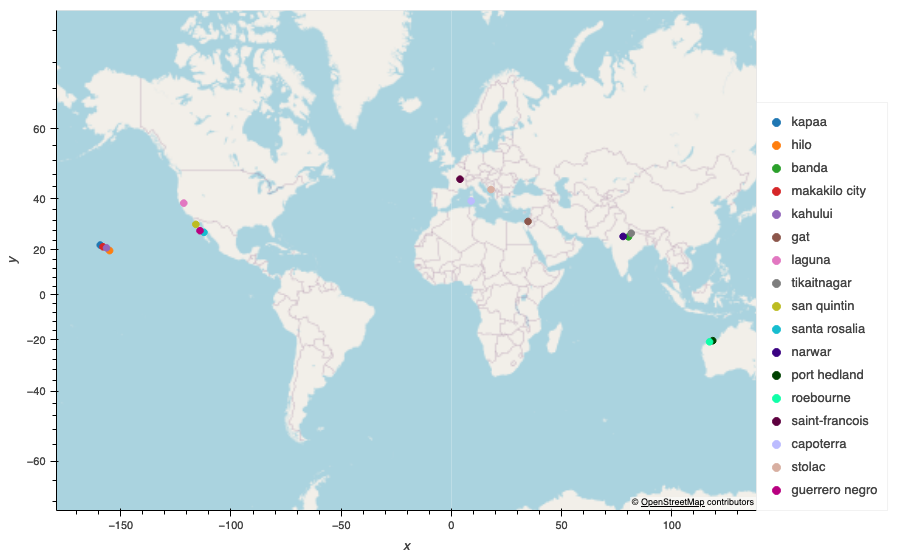 60
40
20
0
−20
−40
−60
y
−150
−100
−50
0
50
100
x
© OpenStreetMap contributors
kapaa
hilo
banda
makakilo city
kahului
gat
laguna
tikaitnagar
san quintin
santa rosalia
narwar
port hedland
roebourne
saint-francois
capoterra
stolac
guerrero negro